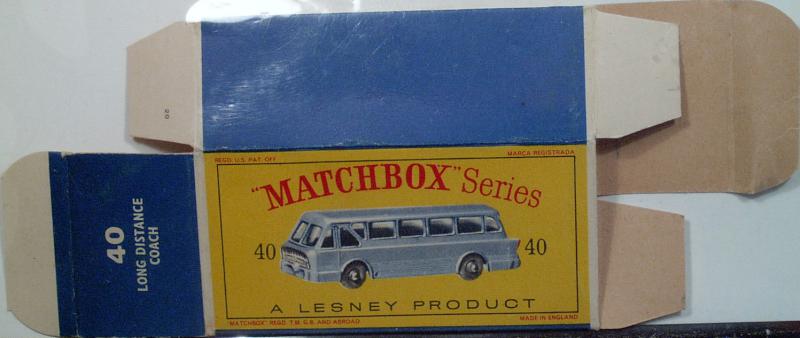 20
REGD. U.S. PAT. OFF.
MARCA REGISTRADA
"MATCHBOX" Series
40
40
A LESNEY PRODUCT
"MATCHBOX" REGD. T.M. G.B. AND ABROAD
MADE IN ENGLAND
40
LONG DISTANCE
COACH